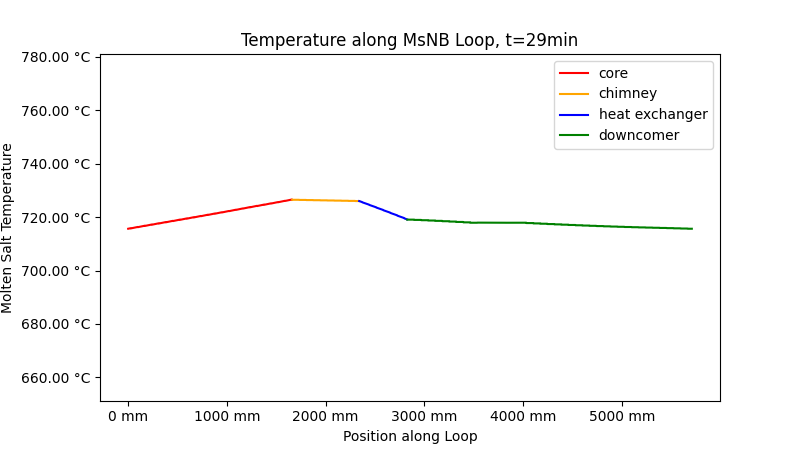 Temperature along MsNB Loop, t=29min
780.00 °C
760.00 °C
740.00 °C
720.00 °C
700.00 °C
680.00 °C
660.00 °C
Molten Salt Temperature
core
chimney
heat exchanger
downcomer
0 mm
1000 mm
2000 mm
3000 mm
4000 mm
5000 mm
Position along Loop